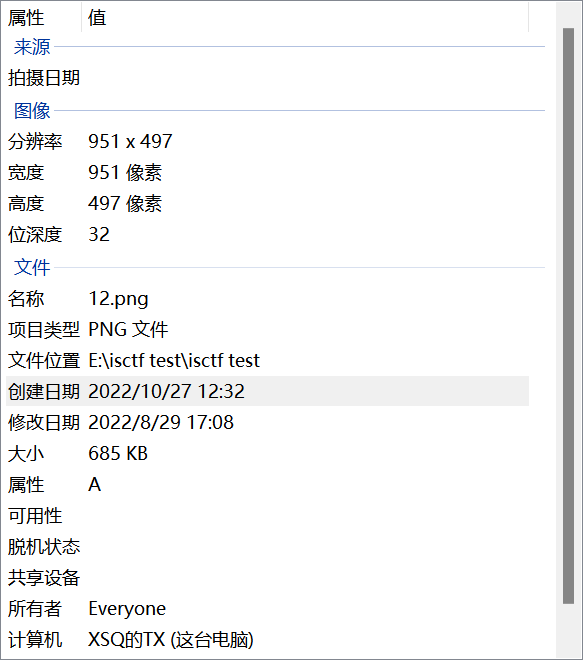 属性 值
来源
拍摄日期
图像
分辨率 951 x 497
宽度 951 像素
高度 497 像素
位深度 32
文件
名称 12.png
项目类型 PNG 文件
文件位置 E:\isctf test\isctf test
创建日期 2022/10/27 12:32
修改日期 2022/8/29 17:08
大小 685 KB
属性 A
可用性
脱机状态
共享设备
所有者 Everyone
计算机 XSQ的TX (这台电脑)